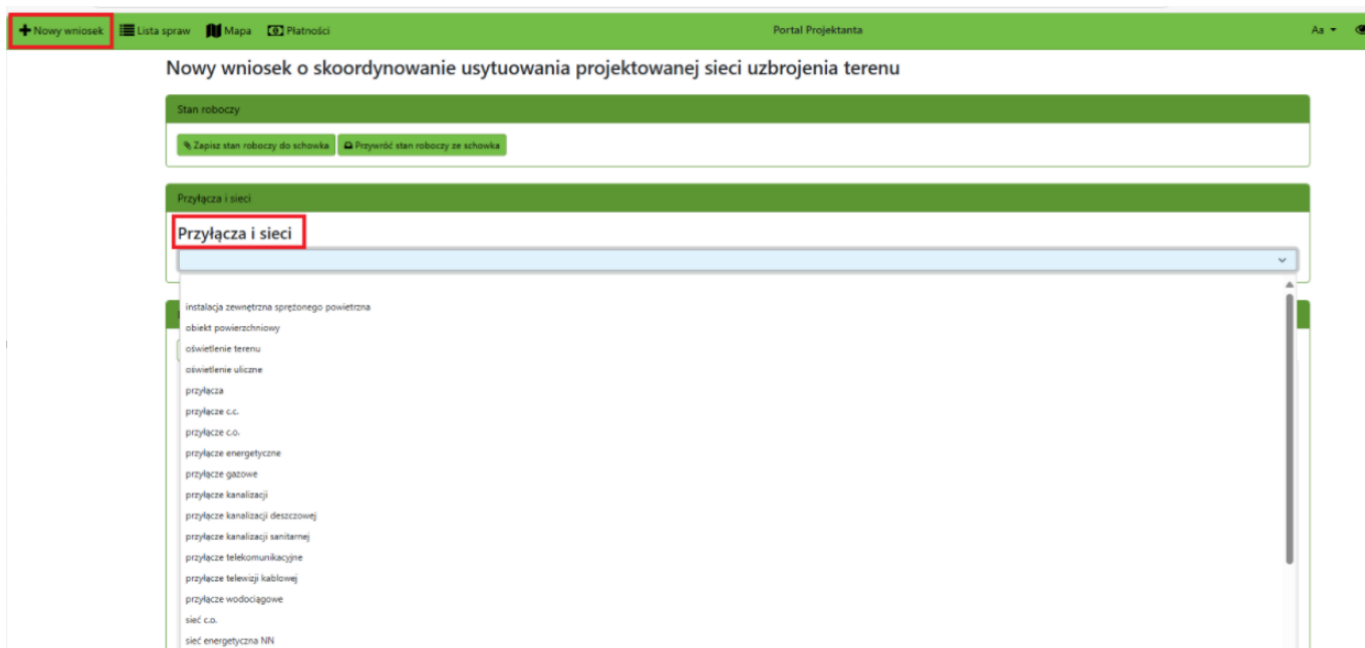 Nowy wniosek Lista spraw Mapa Płatności Portal Projektanta Aa
Nowy wniosek o skoordynowanie usytuowania projektowanej sieci uzbrojenia terenu
Stan roboczy
Zapisz stan roboczy do schowka Przywróć stan roboczy ze schowka
Przyłącza i sieci
Przyłącza i sieci
instalacja zewnętrzna sprężonego powietrzna
obiekt powierzchniowy
oświetlenie terenu
oświetlenie uliczne
przyłącza
przyłącze c.c.
przyłącze c.o.
przyłącze energetyczne
przyłącze gazowe
przyłącze kanalizacji
przyłącze kanalizacji deszczowej
przyłącze kanalizacji sanitarnej
przyłącze telekomunikacyjne
przyłącze telewizji kablowej
przyłącze wodociągowe
sieć c.o.
sieć energetyczna NN